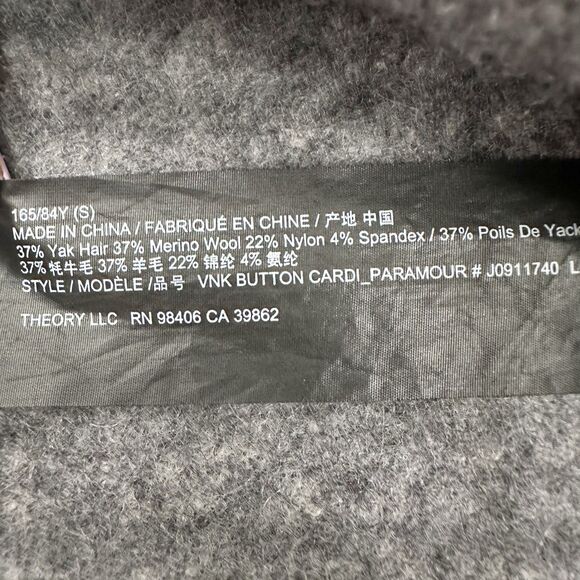 165/84Y (S)
MADE IN CHINA / FABRIQUÉ EN CHINE / 产地 中国
37% Yak Hair 37% Merino Wool 22% Nylon 4% Spandex / 37% Poils De Yack
37% 牦牛毛 37% 羊毛 22% 锦纶 4% 氨纶
STYLE / MODÈLE /品号 VNK BUTTON CARDI_PARAMOUR # J0911740 L
THEORY LLC RN 98406 CA 39862